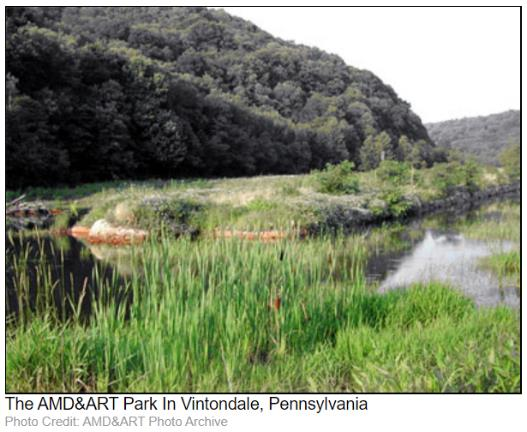 The AMD&ART Park In Vintondale, Pennsylvania
Photo Credit: AMD&ART Photo Archive